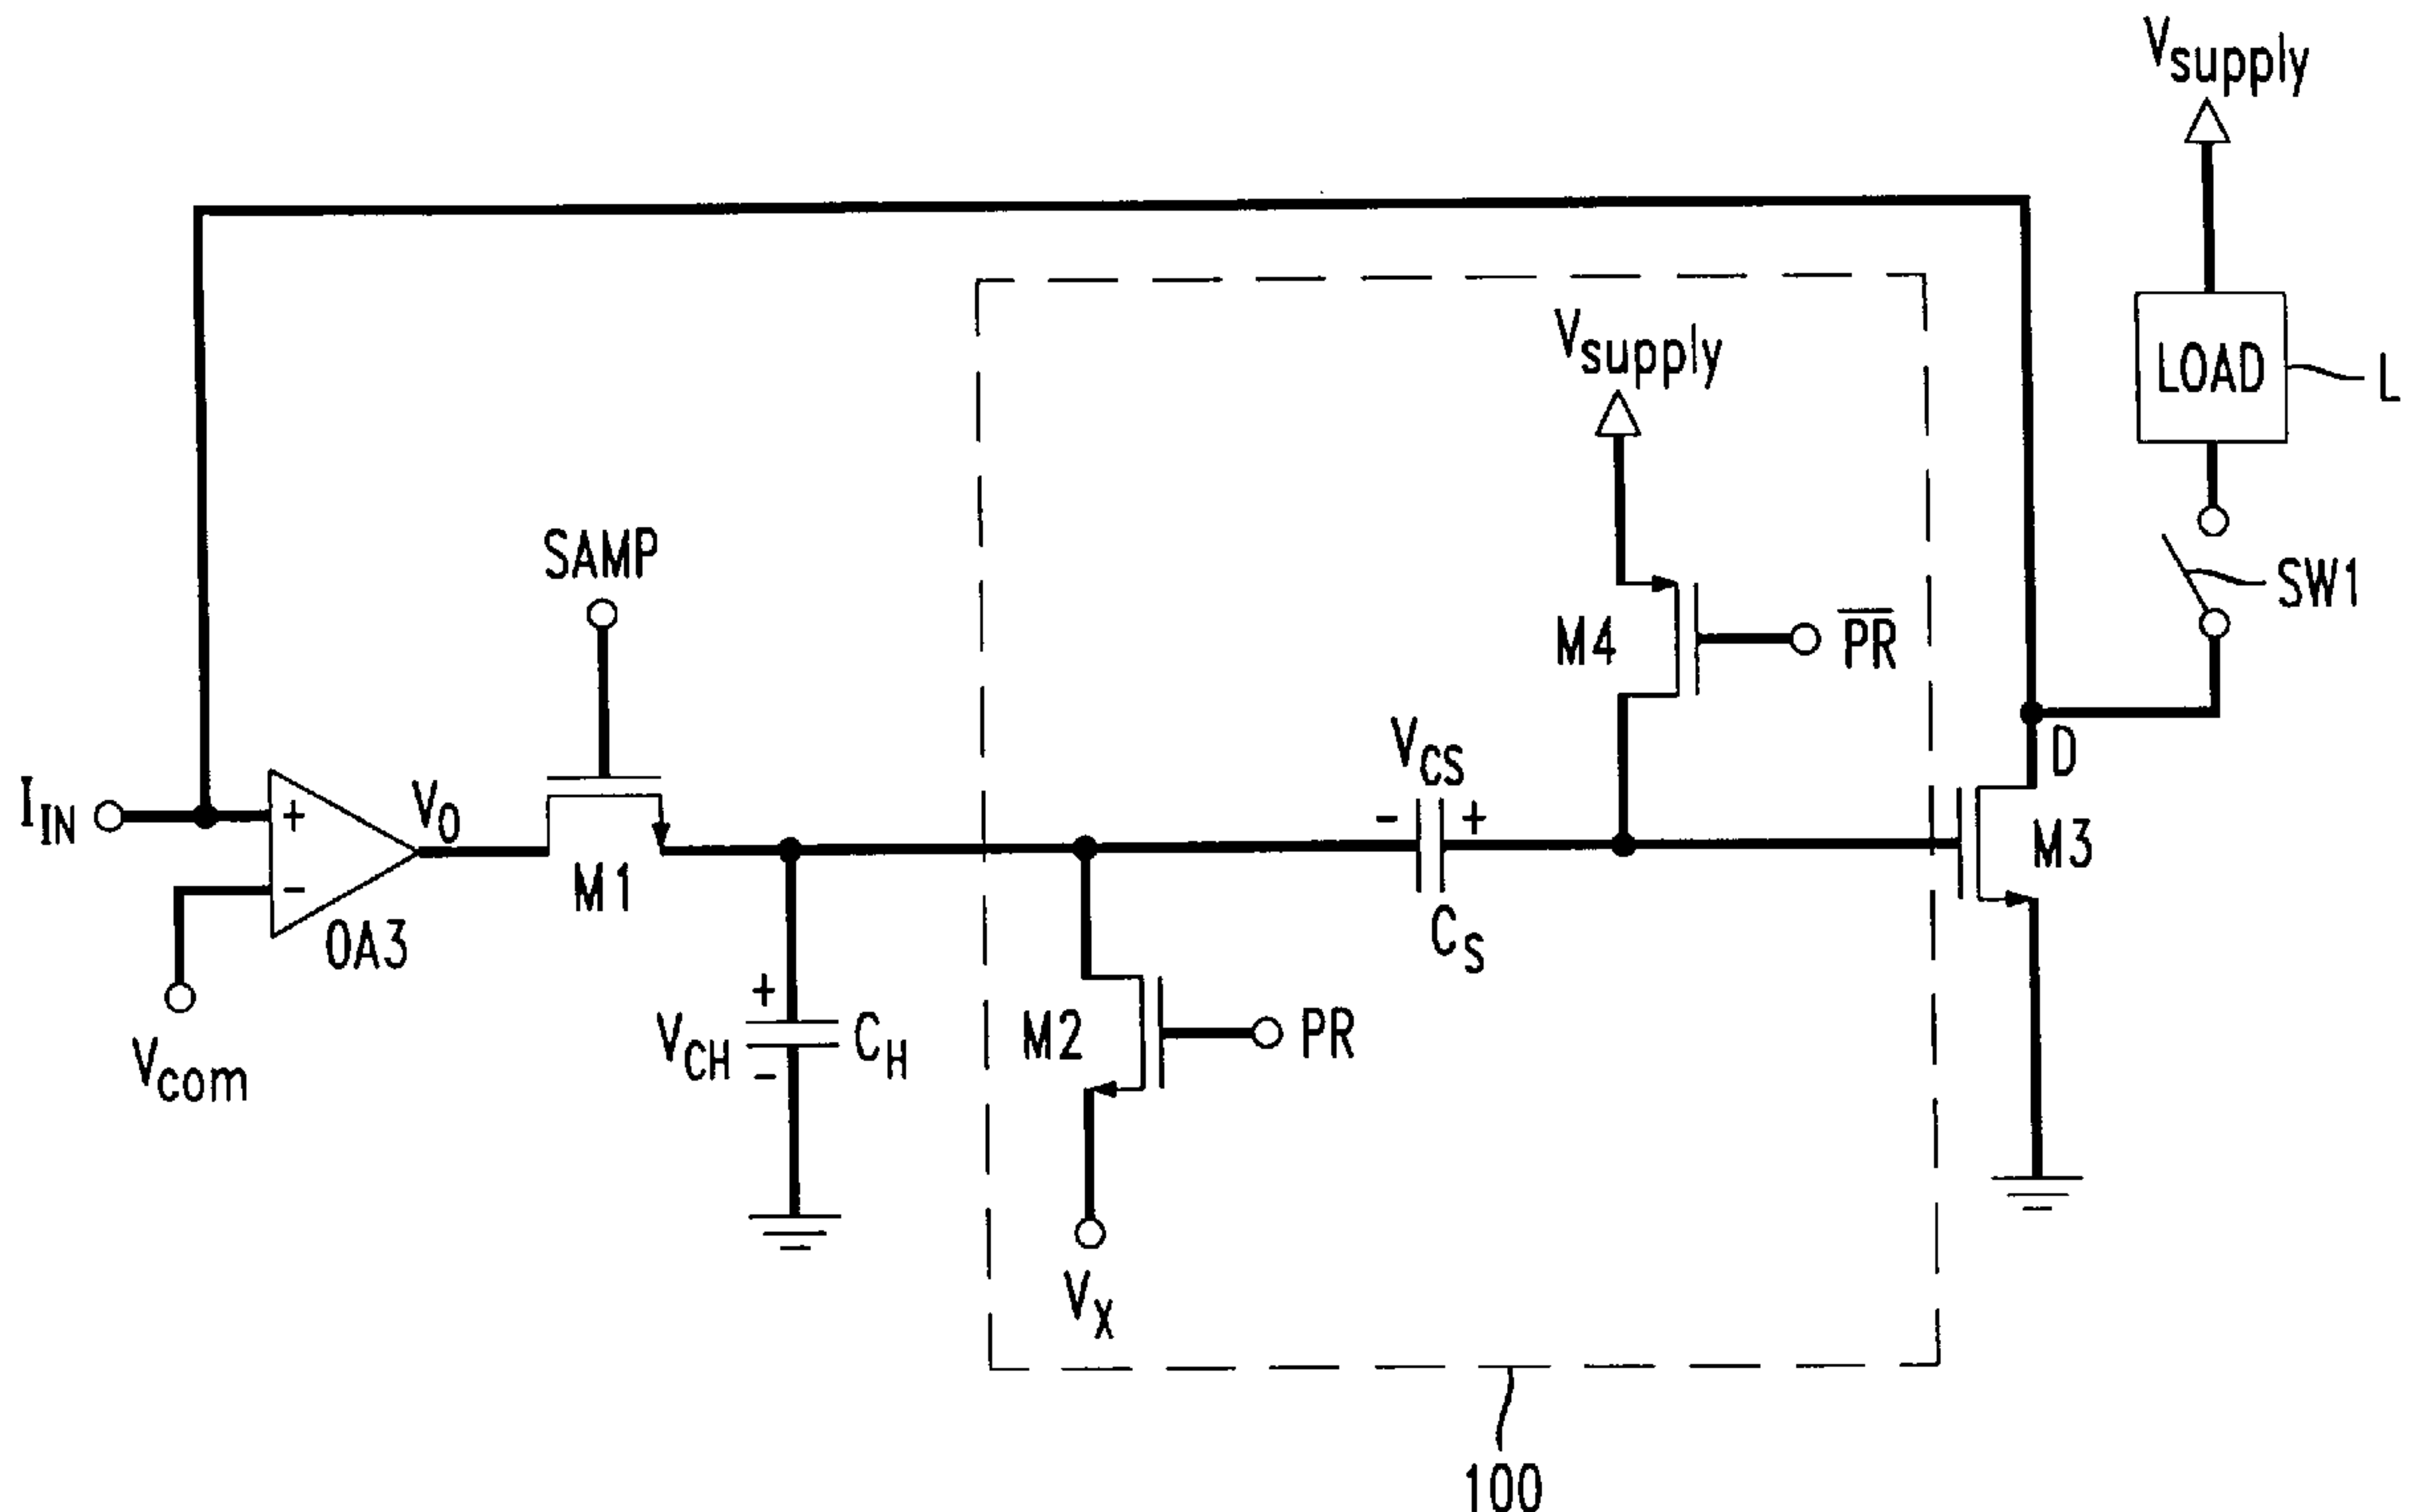 Vsupply
Vsupply
LOAD
L
SAMP
SW1
M4
PR
VCS
- +
D
IIN
+
VO
M3
M1
-
OA3
CS
+
M2
PR
VCH
CH
-
Vcom
VX
100